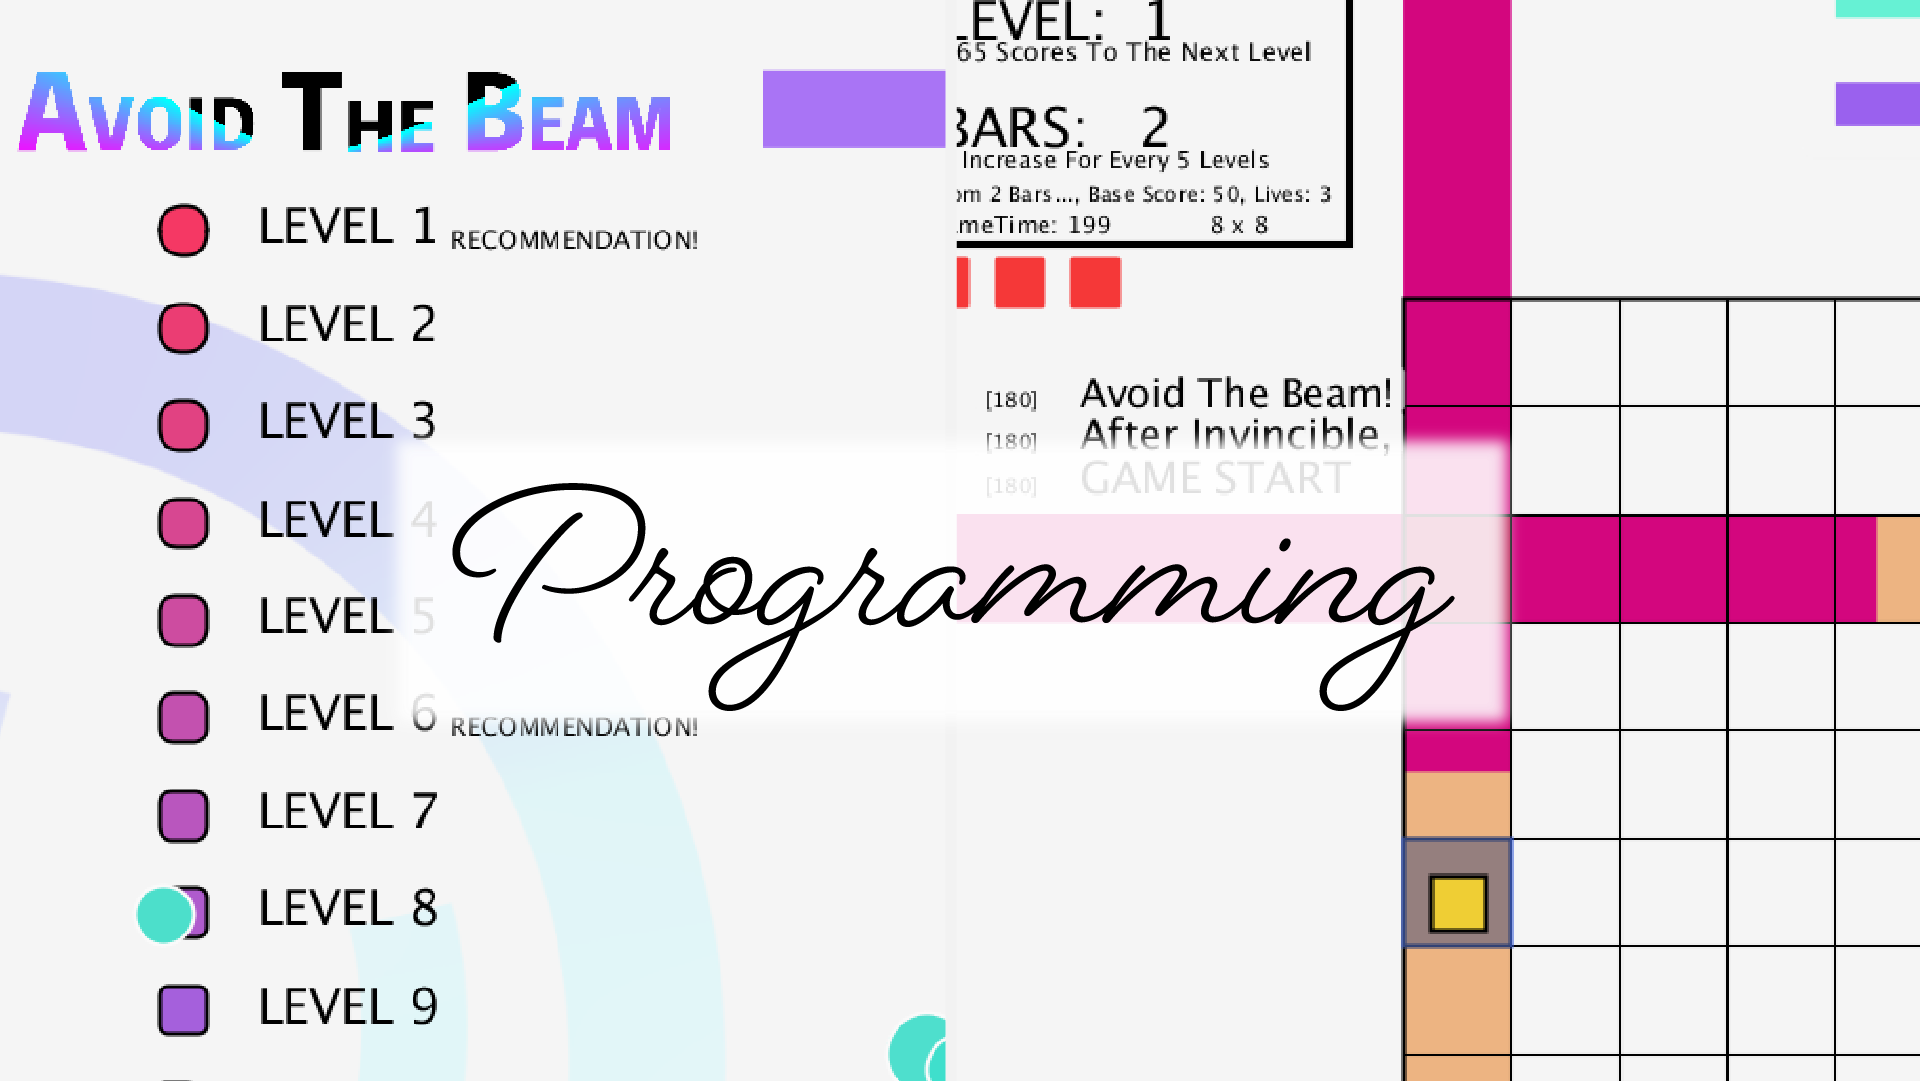 AVOID THE BEAM
LEVEL 1 RECOMMENDATION!
LEVEL 2
LEVEL 3
LEVEL 4
LEVEL 5
LEVEL 6 RECOMMENDATION!
LEVEL 7
LEVEL 8
LEVEL 9
LEVEL: 1
65 Scores To The Next Level
BARS: 2
Increase For Every 5 Levels
om 2 Bars..., Base Score: 50, Lives: 3
meTime: 199 8 x 8
[180] Avoid The Beam!
[180] After Invincible,
[180] GAME START
Programming